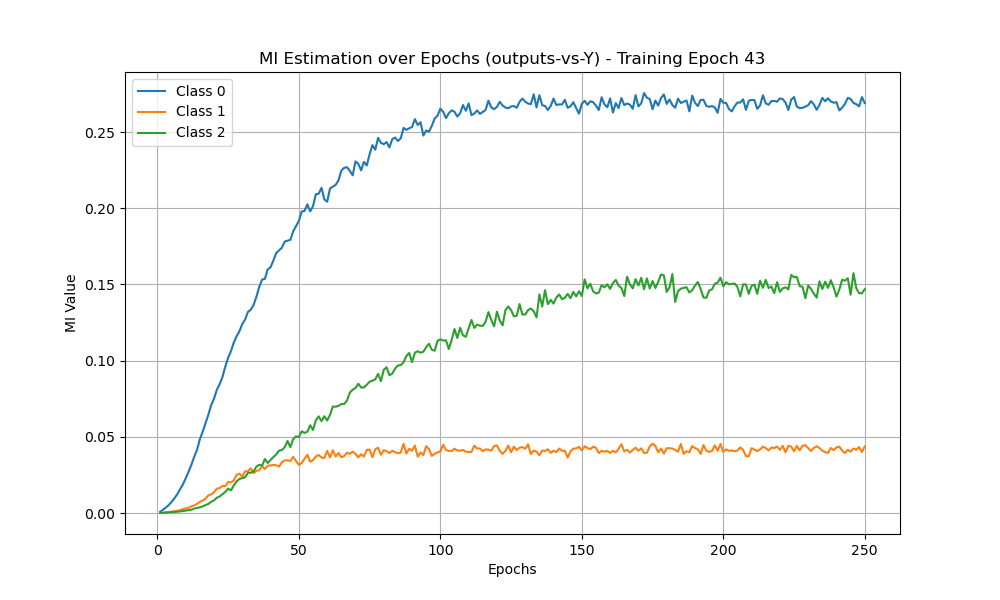 MI Estimation over Epochs (outputs-vs-Y) - Training Epoch 43
Class 0
Class 1
Class 2
MI Value
0.25
0.20
0.15
0.10
0.05
0.00
0
50
100
150
200
250
Epochs